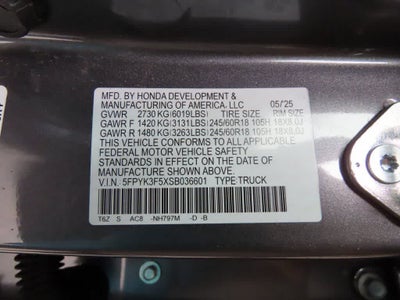 MFD. BY HONDA DEVELOPMENT &
MANUFACTURING OF AMERICA, LLC 05/25
GVWR 2730 KG(6019LBS) TIRE SIZE RIM SIZE
GAWR F 1420 KG(3131LBS)245/60R18 105H 18X8.0J
GAWR R 1480 KG(3263LBS)245/60R18 105H 18X8.0J
THIS VEHICLE CONFORMS TO ALL APPLICABLE
FEDERAL MOTOR VEHICLE SAFETY
STANDARDS IN EFFECT ON THE DATE OF
MANUFACTURE SHOWN ABOVE.
V.I.N. 5FPYK3F5XSB036601 TYPE:TRUCK
T6Z S AC8 -NH797M -D -B